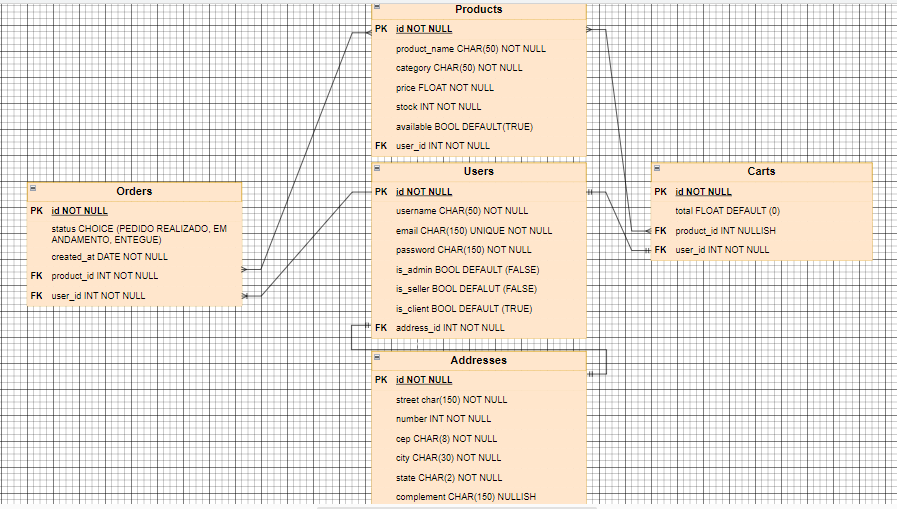 Products
PK id NOT NULL
product_name CHAR(50) NOT NULL
category CHAR(50) NOT NULL
price FLOAT NOT NULL
stock INT NOT NULL
available BOOL DEFAULT(TRUE)
FK user_id INT NOT NULL
Orders
PK id NOT NULL
status CHOICE (PEDIDO REALIZADO, EM
ANDAMENTO, ENTEGUE)
created_at DATE NOT NULL
FK product_id INT NOT NULL
FK user_id INT NOT NULL
Users
PK id NOT NULL
username CHAR(50) NOT NULL
email CHAR(150) UNIQUE NOT NULL
password CHAR(150) NOT NULL
is_admin BOOL DEFAULT (FALSE)
is_seller BOOL DEFALUT (FALSE)
is_client BOOL DEFAULT (TRUE)
FK address_id INT NOT NULL
Carts
PK id NOT NULL
total FLOAT DEFAULT (0)
FK product_id INT NULLISH
FK user_id INT NOT NULL
Addresses
PK id NOT NULL
street char(150) NOT NULL
number INT NOT NULL
cep CHAR(8) NOT NULL
city CHAR(30) NOT NULL
state CHAR(2) NOT NULL
complement CHAR(150) NULLISH